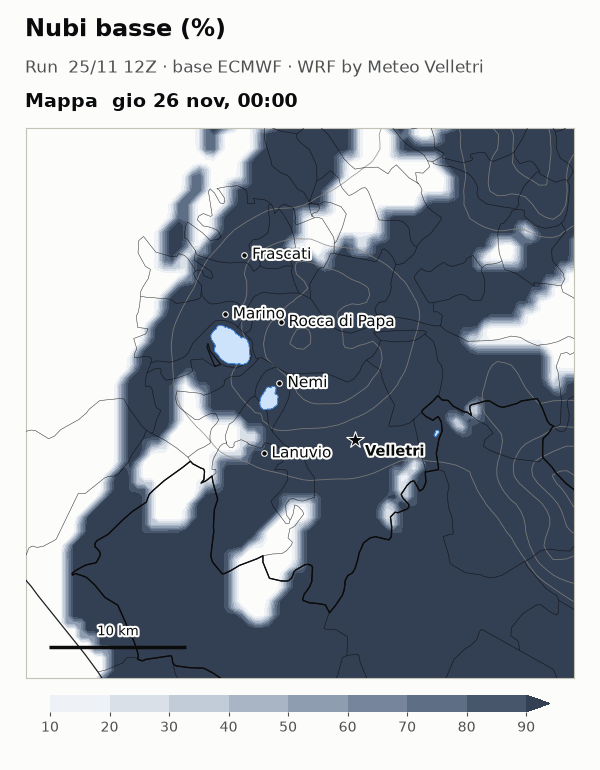 Nubi basse (%)
Run  25/11 12Z · base ECMWF · WRF by Meteo Velletri
Mappa  gio 26 nov, 00:00
Frascati
Marino
Rocca di Papa
Nemi
Velletri
Lanuvio
10 km
10 20 30 40 50 60 70 80 90